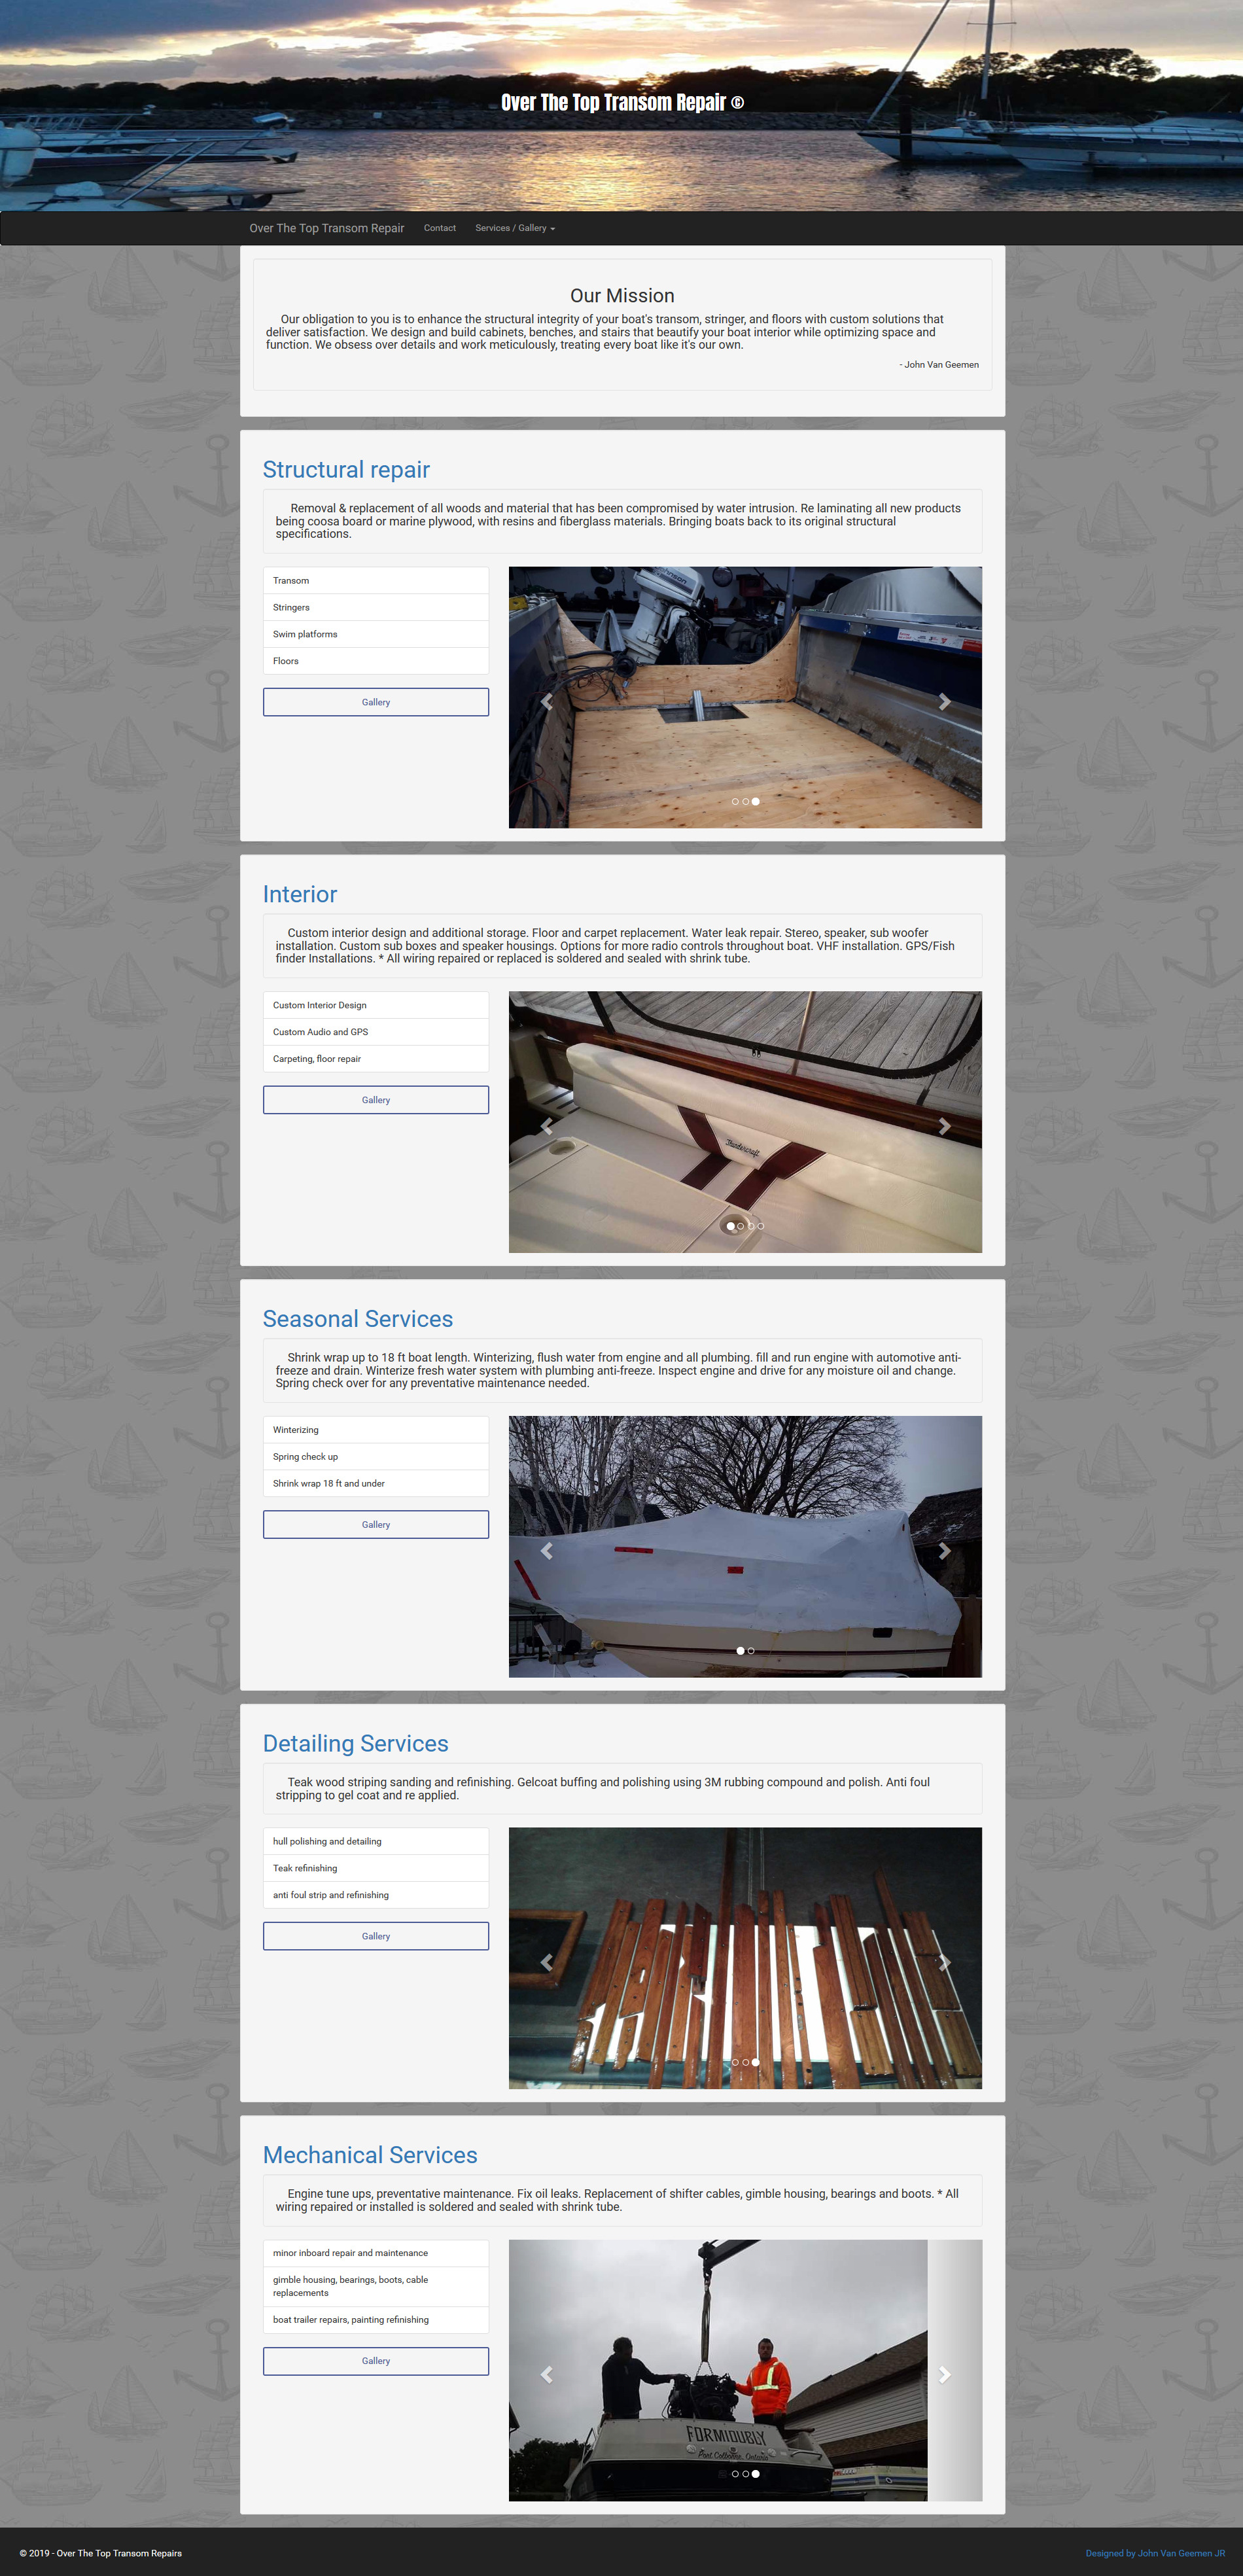 Over The Top Transom Repair ©
Over The Top Transom Repair Contact Services / Gallery
Our Mission
Our obligation to you is to enhance the structural integrity of your boat's transom, stringer, and floors with custom solutions that
deliver satisfaction. We design and build cabinets, benches, and stairs that beautify your boat interior while optimizing space and
function. We obsess over details and work meticulously, treating every boat like it's our own.
- John Van Geemen
Structural repair
Removal & replacement of all woods and material that has been compromised by water intrusion. Re laminating all new products
being coosa board or marine plywood, with resins and fiberglass materials. Bringing boats back to its original structural
specifications.
Transom
Stringers
Swim platforms
Floors
Gallery
Johnson
Interior
Custom interior design and additional storage. Floor and carpet replacement. Water leak repair. Stereo, speaker, sub woofer
installation. Custom sub boxes and speaker housings. Options for more radio controls throughout boat. VHF installation. GPS/Fish
finder Installations. * All wiring repaired or replaced is soldered and sealed with shrink tube.
Custom Interior Design
Custom Audio and GPS
Carpeting, floor repair
Gallery
Thundercraft
Seasonal Services
Shrink wrap up to 18 ft boat length. Winterizing, flush water from engine and all plumbing. fill and run engine with automotive anti-
freeze and drain. Winterize fresh water system with plumbing anti-freeze. Inspect engine and drive for any moisture oil and change.
Spring check over for any preventative maintenance needed.
Winterizing
Spring check up
Shrink wrap 18 ft and under
Gallery
Detailing Services
Teak wood striping sanding and refinishing. Gelcoat buffing and polishing using 3M rubbing compound and polish. Anti foul
stripping to gel coat and re applied.
hull polishing and detailing
Teak refinishing
anti foul strip and refinishing
Gallery
Mechanical Services
Engine tune ups, preventative maintenance. Fix oil leaks. Replacement of shifter cables, gimble housing, bearings and boots. * All
wiring repaired or installed is soldered and sealed with shrink tube.
minor inboard repair and maintenance
gimble housing, bearings, boots, cable
replacements
boat trailer repairs, painting refinishing
Gallery
FORMIDUBLY
Port Colborne, Ontario
© 2019 - Over The Top Transom Repairs
Designed by John Van Geemen JR